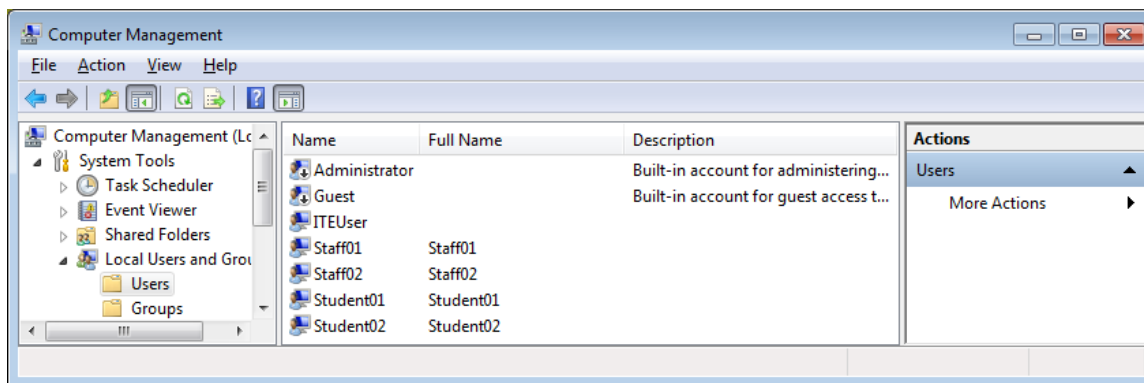 Computer Management
File Action View Help
Computer Management (Lc
System Tools
Task Scheduler
Event Viewer
Shared Folders
Local Users and Grou
Users
Groups
Name Full Name Description
Administrator Built-in account for administering...
Guest Built-in account for guest access t...
ITEUser
Staff01 Staff01
Staff02 Staff02
Student01 Student01
Student02 Student02
Actions
Users
More Actions